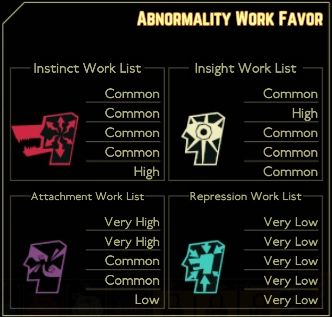 Abnormality Work Favor
Instinct Work List
Common
Common
Common
Common
High
Insight Work List
Common
High
Common
Common
Common
Attachment Work List
Very High
Very High
Common
Common
Low
Repression Work List
Very Low
Very Low
Very Low
Very Low
Very Low